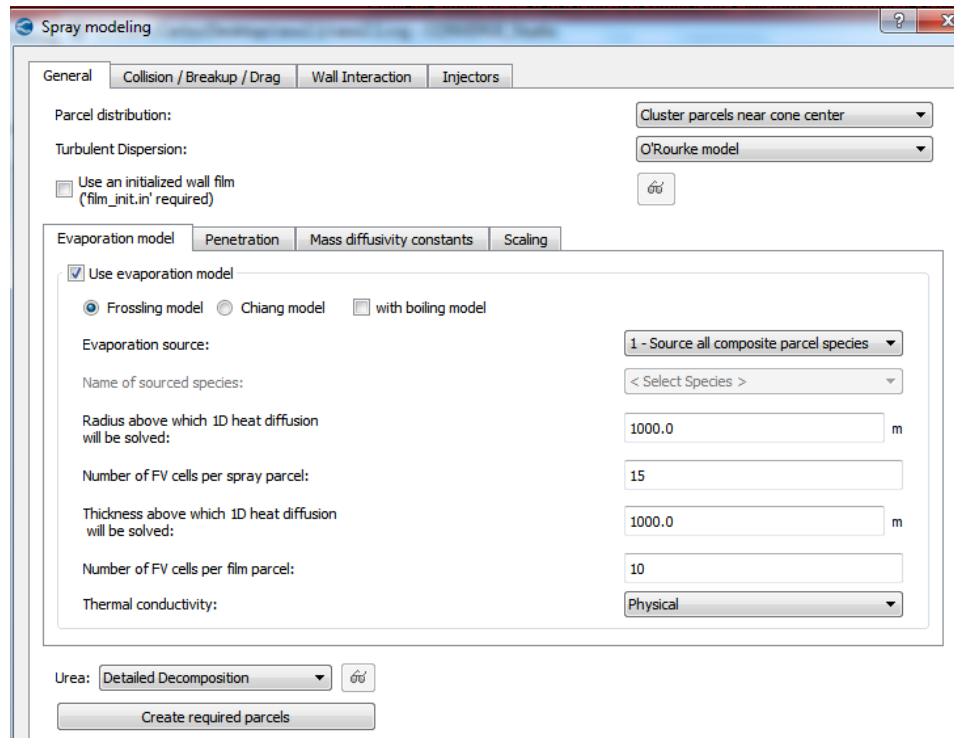 Spray modeling
General
Collision / Breakup / Drag
Wall Interaction
Injectors
Parcel distribution:
Cluster parcels near cone center
Turbulent Dispersion:
O'Rourke model
Use an initialized wall film
('film_init.in' required)
Evaporation model
Penetration
Mass diffusivity constants
Scaling
Use evaporation model
Frossling model
Chiang model
with boiling model
Evaporation source:
1 - Source all composite parcel species
Name of sourced species:
< Select Species >
Radius above which 1D heat diffusion
will be solved:
1000.0
m
Number of FV cells per spray parcel:
15
Thickness above which 1D heat diffusion
will be solved:
1000.0
m
Number of FV cells per film parcel:
10
Thermal conductivity:
Physical
Urea:
Detailed Decomposition
Create required parcels